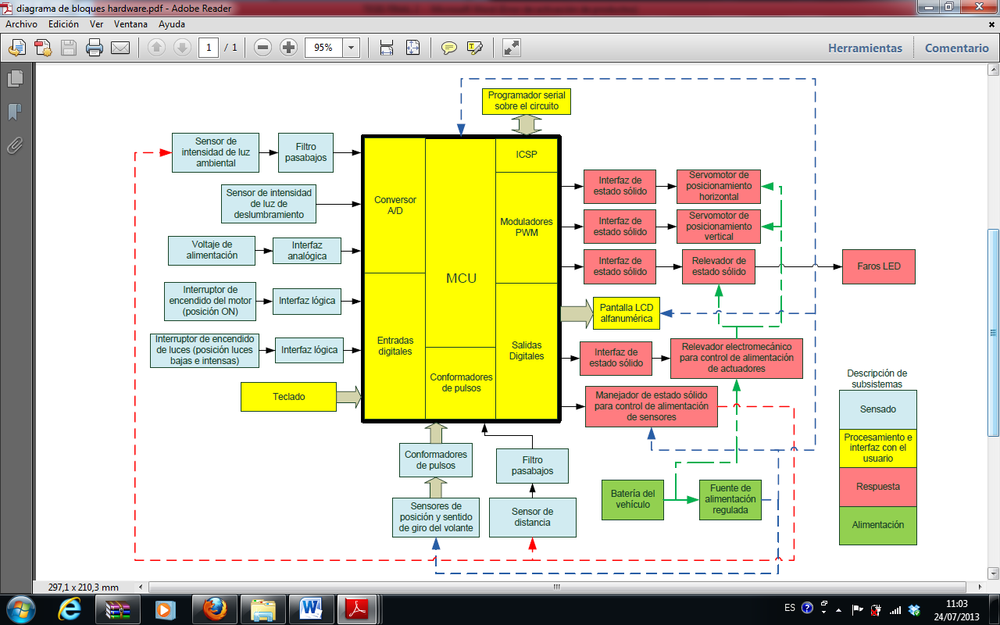 diagrama de bloques hardware.pdf - Adobe Reader
Archivo Edición Ver Ventana Ayuda
1 / 1 95% Herramientas Comentario
Programador serial
sobre el circuito
Sensor de
intensidad de luz
ambiental
Filtro
pasabajos
Sensor de intensidad
de luz de
deslumbramiento
Voltaje de
alimentación
Interfaz
analógica
Interruptor de
encendido del motor
(posición ON)
Interfaz lógica
Interruptor de encendido
de luces (posición luces
bajas e intensas)
Interfaz lógica
Teclado
Conversor
A/D
Entradas
digitales
MCU
Conformadores
de pulsos
ICSP
Moduladores
PWM
Salidas
Digitales
Interfaz de
estado sólido
Servomotor de
posicionamiento
horizontal
Interfaz de
estado sólido
Servomotor de
posicionamiento
vertical
Interfaz de
estado sólido
Relevador de
estado sólido
Faros LED
Pantalla LCD
alfanumérica
Interfaz de
estado sólido
Relevador electromecánico
para control de alimentación
de actuadores
Manejador de estado sólido
para control de alimentación
de sensores
Conformadores
de pulsos
Filtro
pasabajos
Sensores de
posición y sentido
de giro del volante
Sensor de
distancia
Batería del
vehículo
Fuente de
alimentación
regulada
Descripción de
subsistemas
Sensado
Procesamiento e
interfaz con el
usuario
Respuesta
Alimentación
297,1 x 210,3 mm
ES
11:03
24/07/2013